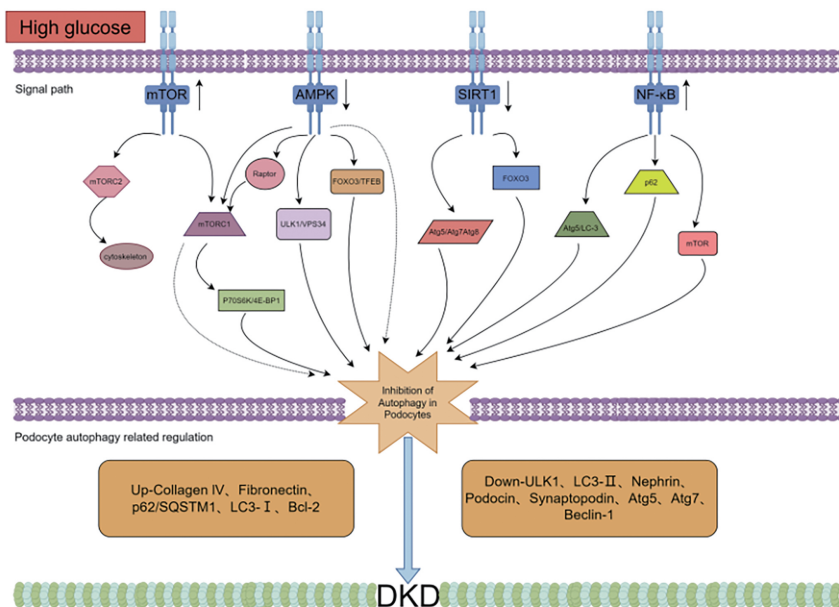 High glucose
Signal path
mTOR
AMPK
SIRT1
NF-κB
mTORC2
Raptor
FOXO3/TFEB
FOXO3
p62
mTORC1
ULK1/VPS34
Atg5/Atg7Atg8
Atg5/LC-3
mTOR
cytoskeleton
P70S6K/4E-BP1
Inhibition of
Autophagy in
Podocytes
Podocyte autophagy related regulation
Up-Collagen IV、Fibronectin、
p62/SQSTM1、LC3-Ⅰ、Bcl-2
Down-ULK1、LC3-Ⅱ、Nephrin、
Podocin、Synaptopodin、Atg5、Atg7、
Beclin-1
DKD